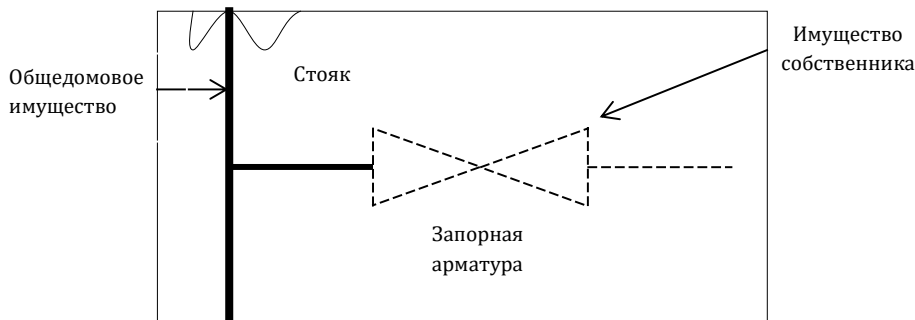 Общедомовое
имущество
Стояк
Имущество
собственника
Запорная
арматура